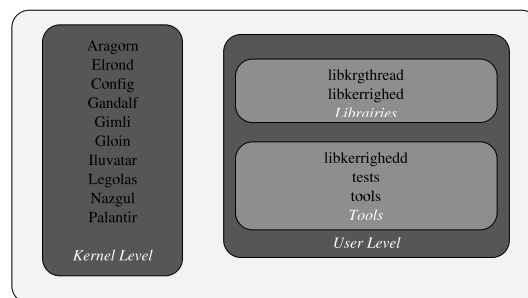 Aragorn
Elrond
Config
Gandalf
Gimli
Gloin
Iluvatar
Legolas
Nazgul
Palantir
Kernel Level
libkrgthread
libkerrighed
Librairies
libkerrighedd
tests
tools
Tools
User Level